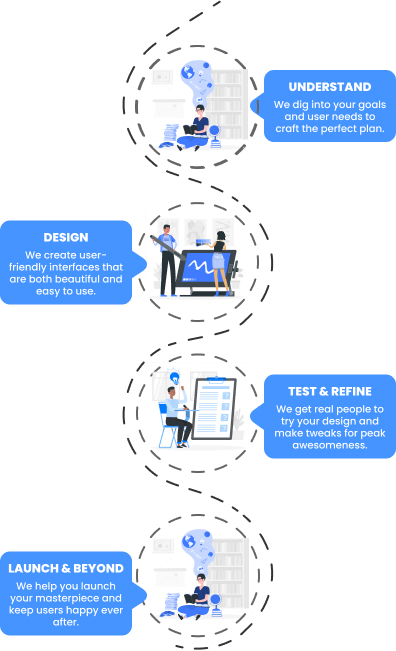 UNDERSTAND
We dig into your goals
and user needs to
craft the perfect plan.
DESIGN
We create user-
friendly interfaces that
are both beautiful and
easy to use.
TEST & REFINE
We get real people to
try your design and
make tweaks for peak
awesomeness.
LAUNCH & BEYOND
We help you launch
your masterpiece and
keep users happy ever
after.